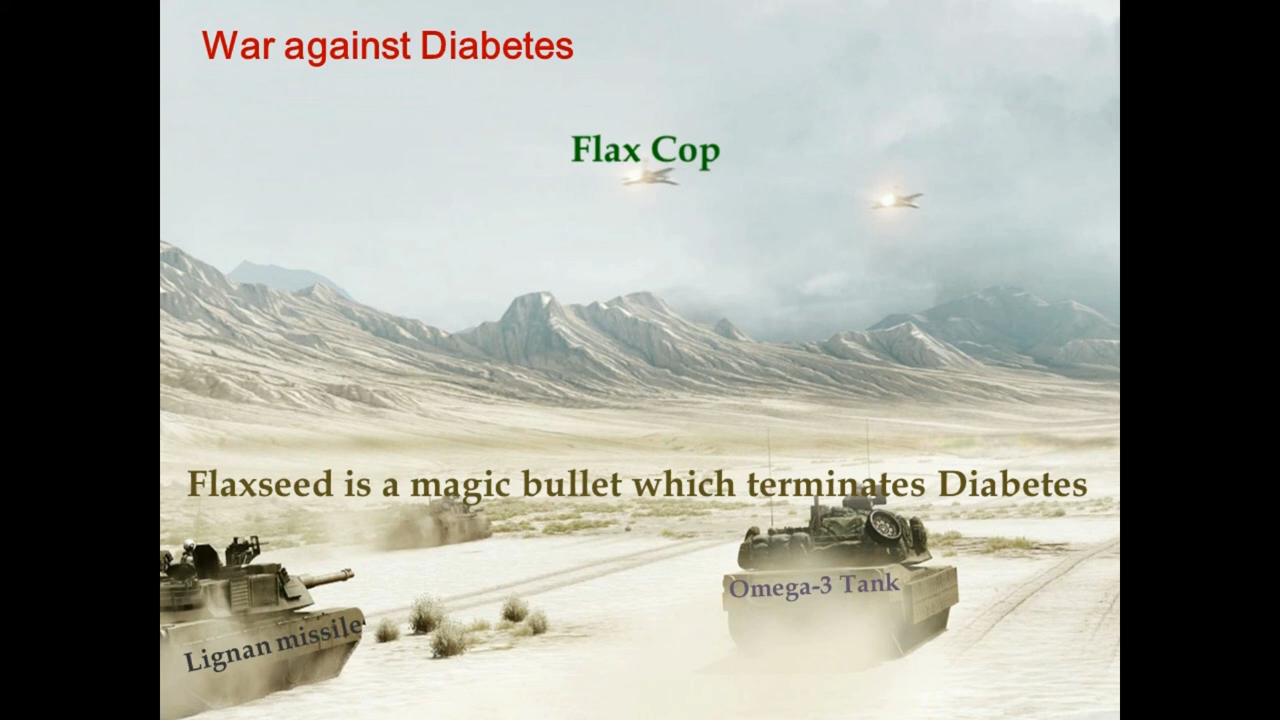 War against Diabetes
Flax Cop
Flaxseed is a magic bullet which terminates Diabetes
Omega-3 Tank
Lignan missile